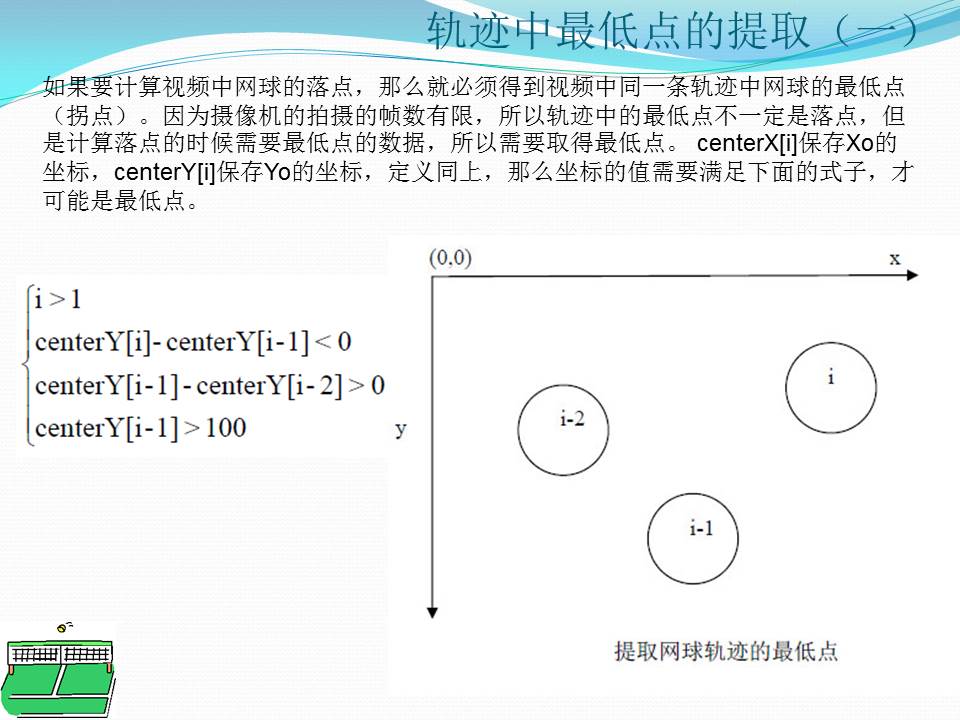 轨迹中最低点的提取（一）
如果要计算视频中网球的落点，那么就必须得到视频中同一条轨迹中网球的最低点
（拐点）。因为摄像机的拍摄的帧数有限，所以轨迹中的最低点不一定是落点，但
是计算落点的时候需要最低点的数据，所以需要取得最低点。 centerX[i]保存Xo的
坐标，centerY[i]保存Yo的坐标，定义同上，那么坐标的值需要满足下面的式子，才
可能是最低点。
i > 1
centerY[i]- centerY[i-1] < 0
centerY[i-1] - centerY[i- 2] > 0
centerY[i-1] > 100
(0,0)
x
y
i
i-2
i-1
提取网球轨迹的最低点